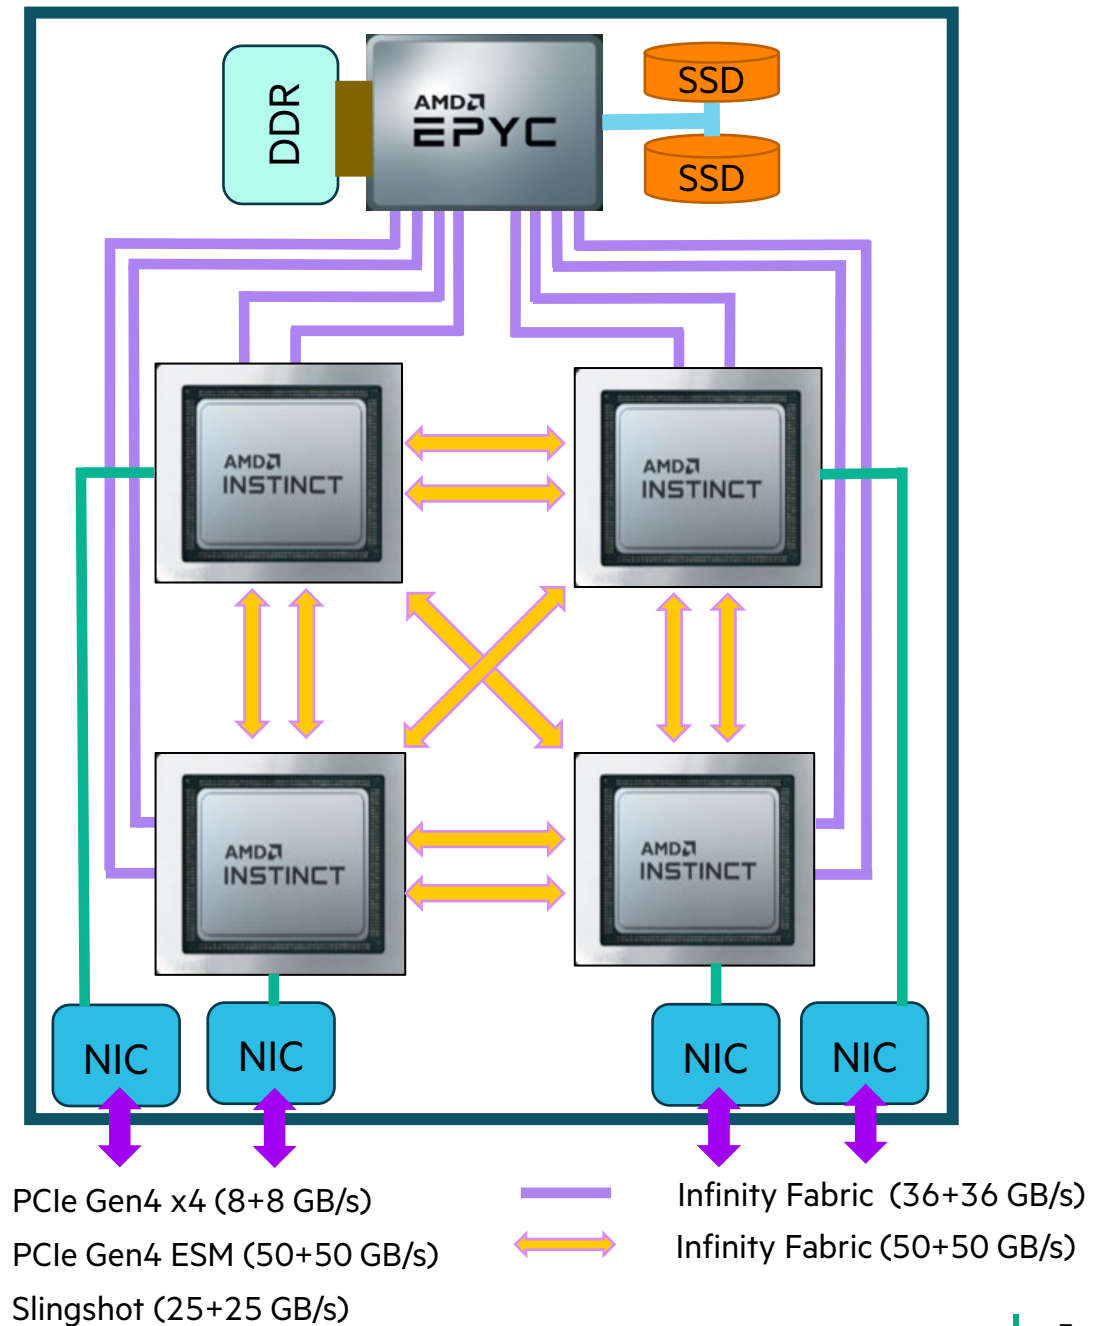 DDR
AMD
EPYC
SSD
SSD
AMD
INSTINCT
AMD
INSTINCT
AMD
INSTINCT
AMD
INSTINCT
NIC
NIC
NIC
NIC
PCIe Gen4 x4 (8+8 GB/s)
Infinity Fabric (36+36 GB/s)
PCIe Gen4 ESM (50+50 GB/s)
Infinity Fabric (50+50 GB/s)
Slingshot (25+25 GB/s)